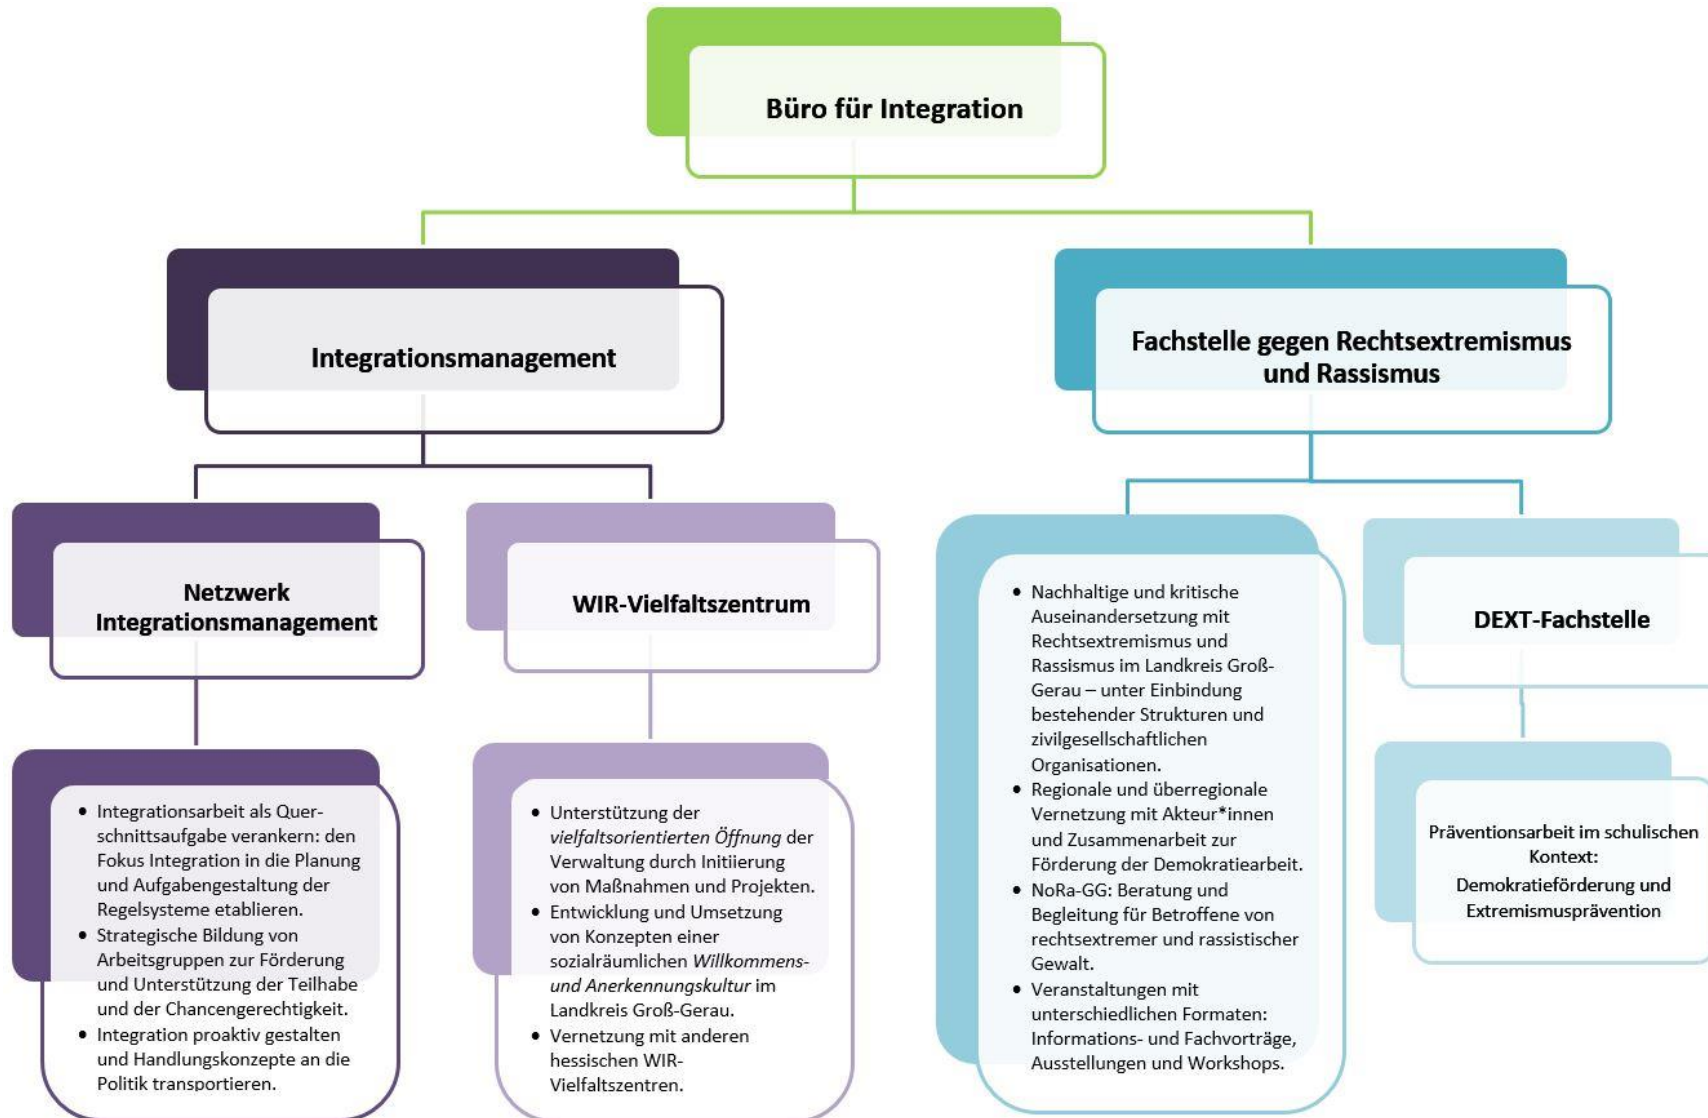 Büro für Integration
Integrationsmanagement
Fachstelle gegen Rechtsextremismus
und Rassismus
Netzwerk
Integrationsmanagement
WIR-Vielfaltszentrum
DEXT-Fachstelle
• Integrationsarbeit als Quer-
schnittsaufgabe verankern: den
Fokus Integration in die Planung
und Aufgabengestaltung der
Regelsysteme etablieren.
• Strategische Bildung von
Arbeitsgruppen zur Förderung
und Unterstützung der Teilhabe
und der Chancengerechtigkeit.
• Integration proaktiv gestalten
und Handlungskonzepte an die
Politik transportieren.
• Unterstützung der
vielfaltsorientierten Öffnung der
Verwaltung durch Initiierung
von Maßnahmen und Projekten.
• Entwicklung und Umsetzung
von Konzepten einer
sozialräumlichen Willkommens-
und Anerkennungskultur im
Landkreis Groß-Gerau.
• Vernetzung mit anderen
hessischen WIR-
Vielfaltszentren.
• Nachhaltige und kritische
Auseinandersetzung mit
Rechtsextremismus und
Rassismus im Landkreis Groß-
Gerau – unter Einbindung
bestehender Strukturen und
zivilgesellschaftlichen
Organisationen.
• Regionale und überregionale
Vernetzung mit Akteur*innen
und Zusammenarbeit zur
Förderung der Demokratiearbeit.
• NoRa-GG: Beratung und
Begleitung für Betroffene von
rechtsextremer und rassistischer
Gewalt.
• Veranstaltungen mit
unterschiedlichen Formaten:
Informations- und Fachvorträge,
Ausstellungen und Workshops.
Präventionsarbeit im schulischen
Kontext:
Demokratieförderung und
Extremismusprävention